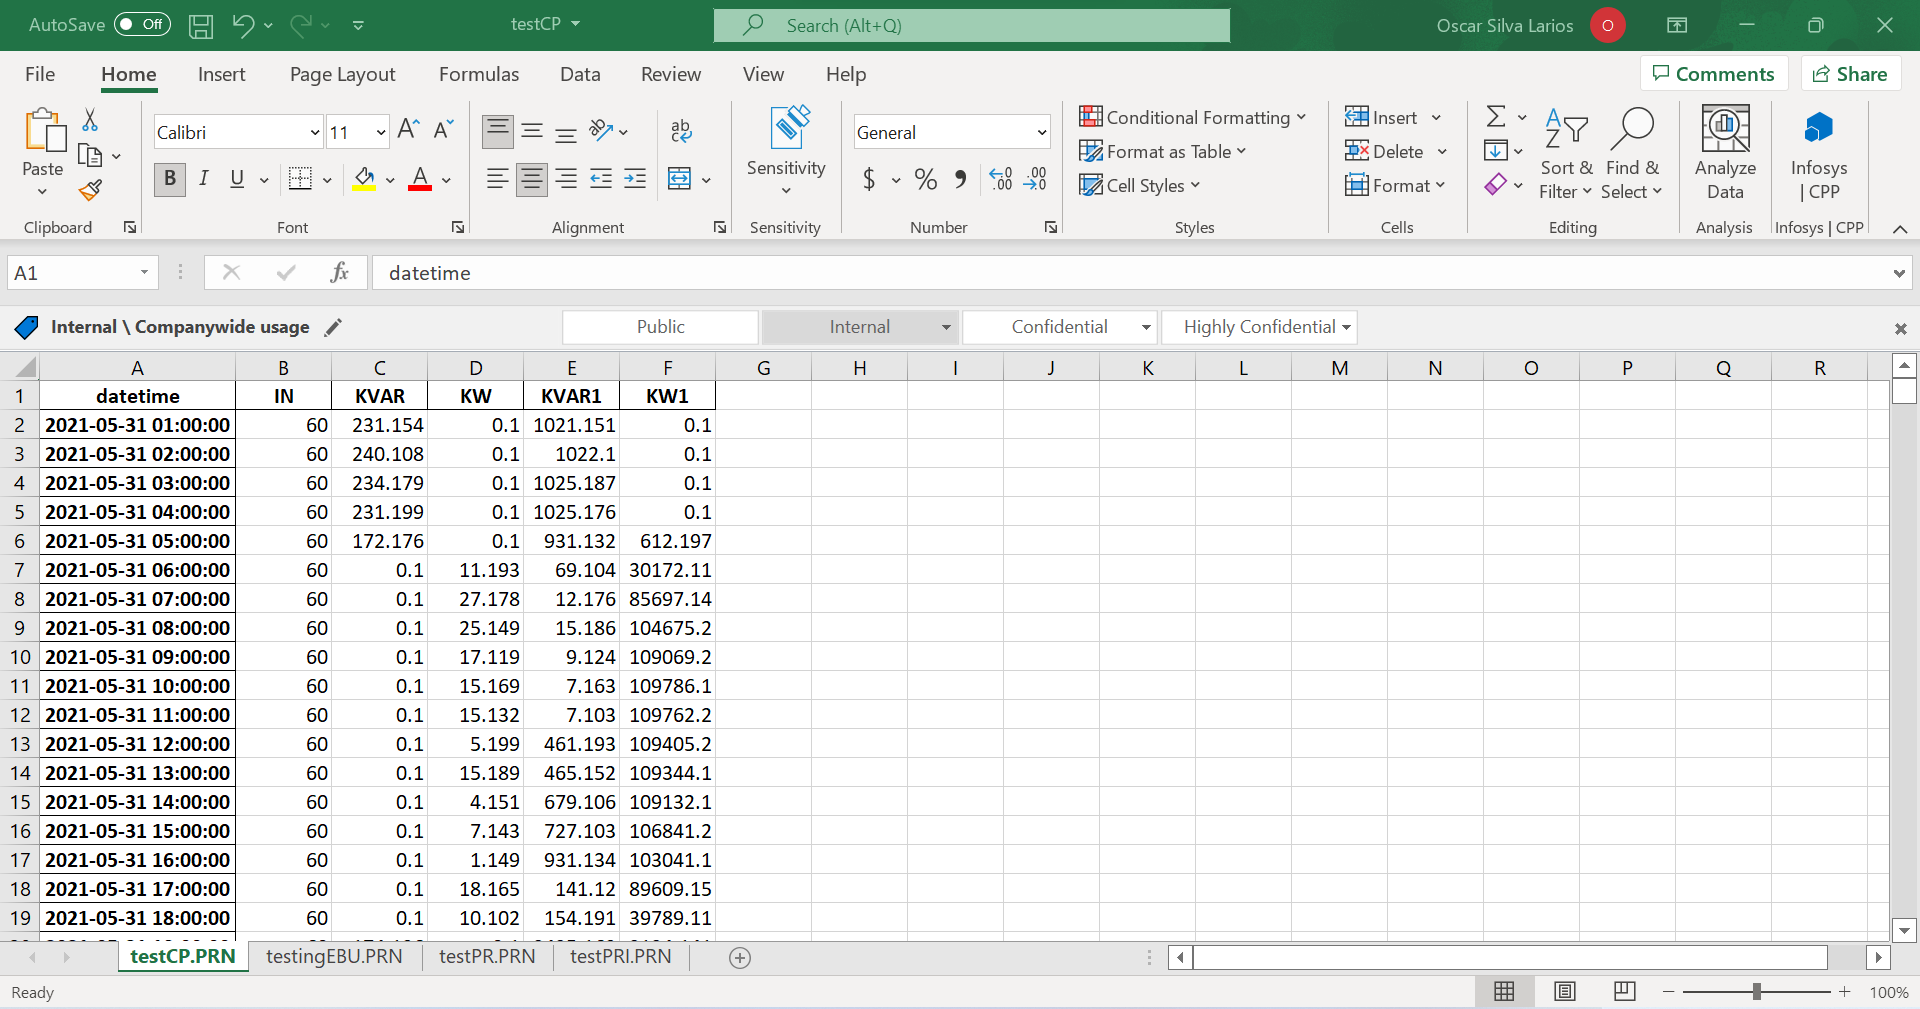 AutoSave Off testCP Search (Alt+Q) Oscar Silva Larios O
File Home Insert Page Layout Formulas Data Review View Help Comments Share
Paste
Clipboard
Calibri 11
B I U
Font
Alignment
Sensitivity
Sensitivity
General
$ % ,
Number
Conditional Formatting
Format as Table
Cell Styles
Styles
Insert
Delete
Format
Cells
Sort & Filter
Find & Select
Editing
Analyze Data
Analysis
Infosys | CPP
Infosys | CPP
A1 fx datetime
Internal \ Companywide usage Public Internal Confidential Highly Confidential
A B C D E F G H I J K L M N O P Q R
1 datetime IN KVAR KW KVAR1 KW1
2 2021-05-31 01:00:00 60 231.154 0.1 1021.151 0.1
3 2021-05-31 02:00:00 60 240.108 0.1 1022.1 0.1
4 2021-05-31 03:00:00 60 234.179 0.1 1025.187 0.1
5 2021-05-31 04:00:00 60 231.199 0.1 1025.176 0.1
6 2021-05-31 05:00:00 60 172.176 0.1 931.132 612.197
7 2021-05-31 06:00:00 60 0.1 11.193 69.104 30172.11
8 2021-05-31 07:00:00 60 0.1 27.178 12.176 85697.14
9 2021-05-31 08:00:00 60 0.1 25.149 15.186 104675.2
10 2021-05-31 09:00:00 60 0.1 17.119 9.124 109069.2
11 2021-05-31 10:00:00 60 0.1 15.169 7.163 109786.1
12 2021-05-31 11:00:00 60 0.1 15.132 7.103 109762.2
13 2021-05-31 12:00:00 60 0.1 5.199 461.193 109405.2
14 2021-05-31 13:00:00 60 0.1 15.189 465.152 109344.1
15 2021-05-31 14:00:00 60 0.1 4.151 679.106 109132.1
16 2021-05-31 15:00:00 60 0.1 7.143 727.103 106841.2
17 2021-05-31 16:00:00 60 0.1 1.149 931.134 103041.1
18 2021-05-31 17:00:00 60 0.1 18.165 141.12 89609.15
19 2021-05-31 18:00:00 60 0.1 10.102 154.191 39789.11
testCP.PRN testingEBU.PRN testPR.PRN testPRI.PRN
Ready 100%